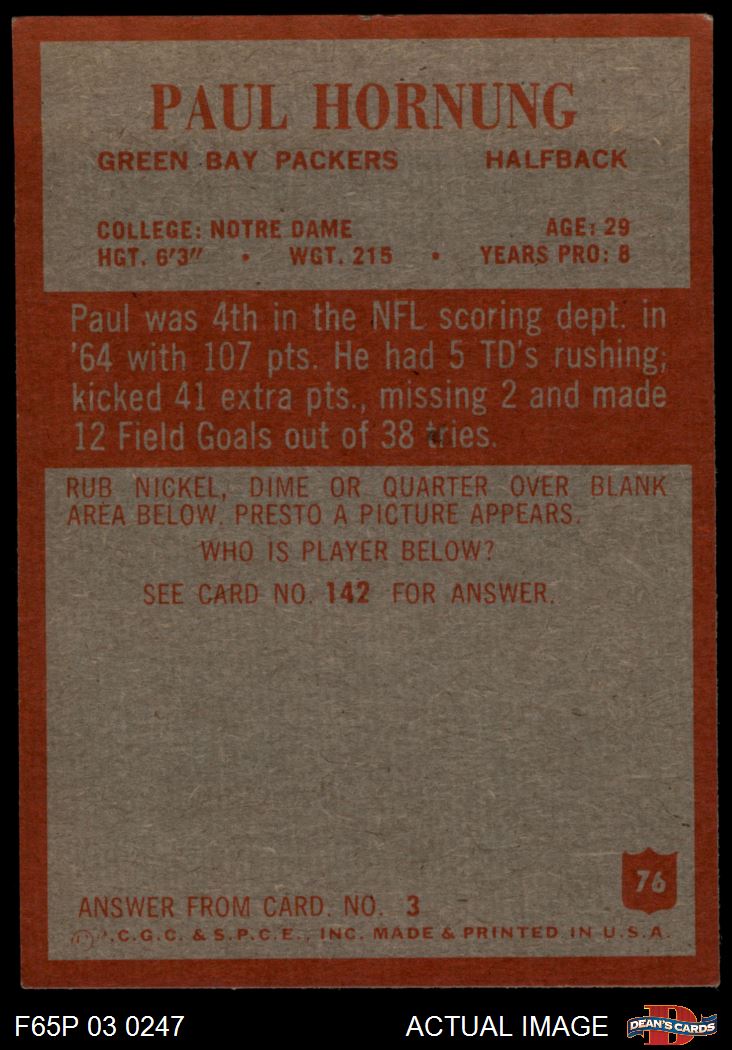 PAUL HORNUNG
GREEN BAY PACKERS HALFBACK
COLLEGE: NOTRE DAME AGE: 29
HGT. 6'3" • WGT. 215 • YEARS PRO: 8
Paul was 4th in the NFL scoring dept. in
'64 with 107 pts. He had 5 TD's rushing;
kicked 41 extra pts., missing 2 and made
12 Field Goals out of 38 tries.
RUB NICKEL, DIME OR QUARTER OVER BLANK
AREA BELOW. PRESTO A PICTURE APPEARS.
WHO IS PLAYER BELOW?
SEE CARD NO. 142 FOR ANSWER.
76
ANSWER FROM CARD. NO. 3
.C.G.C. & S.P.C.E., INC. MADE & PRINTED IN U.S.A.
F65P 03 0247 ACTUAL IMAGE
D
DEAN'S CARDS